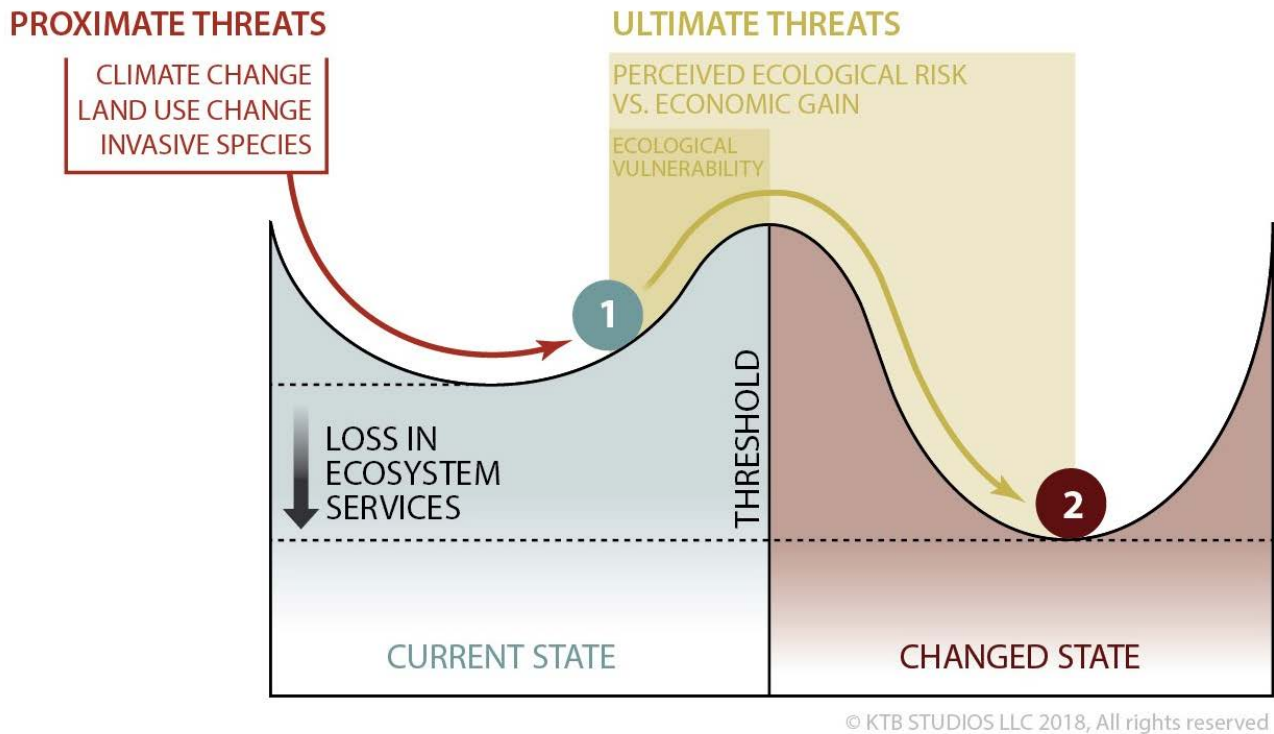 PROXIMATE THREATS
CLIMATE CHANGE
LAND USE CHANGE
INVASIVE SPECIES
ULTIMATE THREATS
PERCEIVED ECOLOGICAL RISK
VS. ECONOMIC GAIN
ECOLOGICAL
VULNERABILITY
1
THRESHOLD
LOSS IN
ECOSYSTEM
SERVICES
2
CURRENT STATE
CHANGED STATE
© KTB STUDIOS LLC 2018, All rights reserved